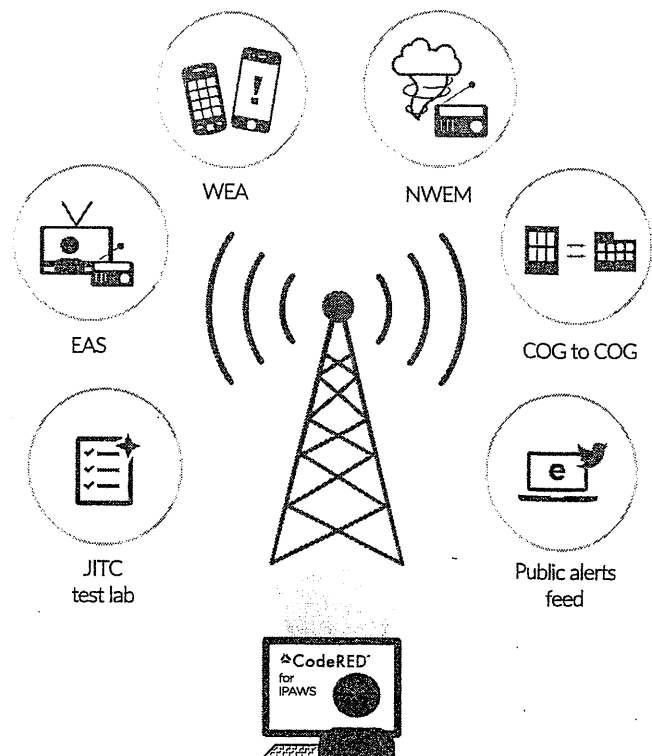 WEA
NWEM
EAS
COG to COG
JITC
test lab
e
Public alerts
feed
CodeRED
for
IPAWS